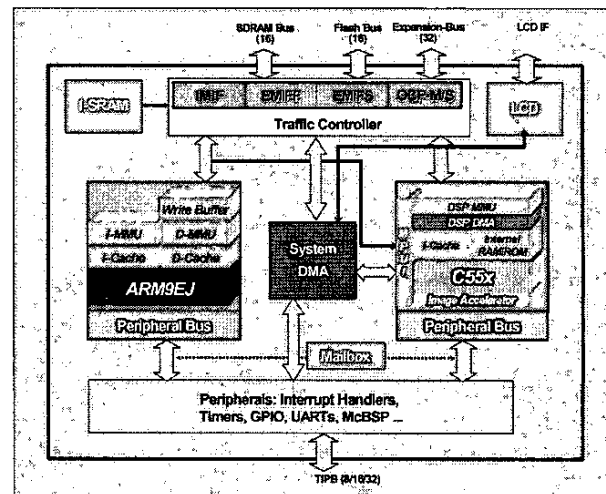 SDRAM Bus
(16)
Flash Bus
(16)
Expansion-Bus
(32)
LCD IF
I-SRAM
IMIF
EMIFF
EMIFS
OCP-M/S
LCD
Traffic Controller
Write Buffer
I-MMU
D-MMU
I-Cache
D-Cache
ARM9EJ
Peripheral Bus
System
DMA
DSP MMU
DSP DMA
I-Cache
Internal
RAM/ROM
C55x
Image Accelerator
Peripheral Bus
Mailbox
Peripherals: Interrupt Handlers,
Timers, GPIO, UARTs, McBSP ...
TIPB (8/16/32)